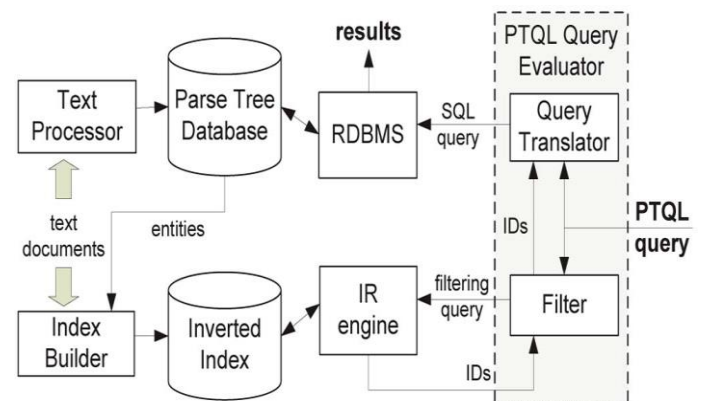 results
PTQL Query
Evaluator
Text
Processor
Parse Tree
Database
RDBMS
SQL
query
Query
Translator
text
documents
entities
IDs
PTQL
query
Index
Builder
Inverted
Index
IR
engine
filtering
query
Filter
IDs